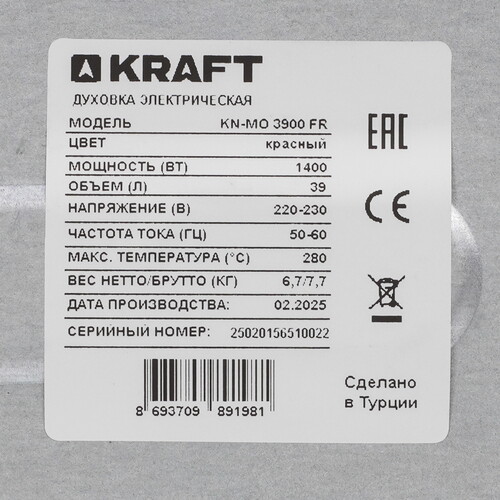 KRAFT
ДУХОВКА ЭЛЕКТРИЧЕСКАЯ
МОДЕЛЬ KN-MO 3900 FR
ЦВЕТ красный
МОЩНОСТЬ (ВТ) 1400
ОБЪЕМ (Л) 39
НАПРЯЖЕНИЕ (В) 220-230
ЧАСТОТА ТОКА (ГЦ) 50-60
МАКС. ТЕМПЕРАТУРА (°С) 280
ВЕС НЕТТО/БРУТТО (КГ) 6,7/7,7
ДАТА ПРОИЗВОДСТВА: 02.2025
СЕРИЙНЫЙ НОМЕР: 25020156510022
8 693709 891981
EAC
CE
Сделано
в Турции